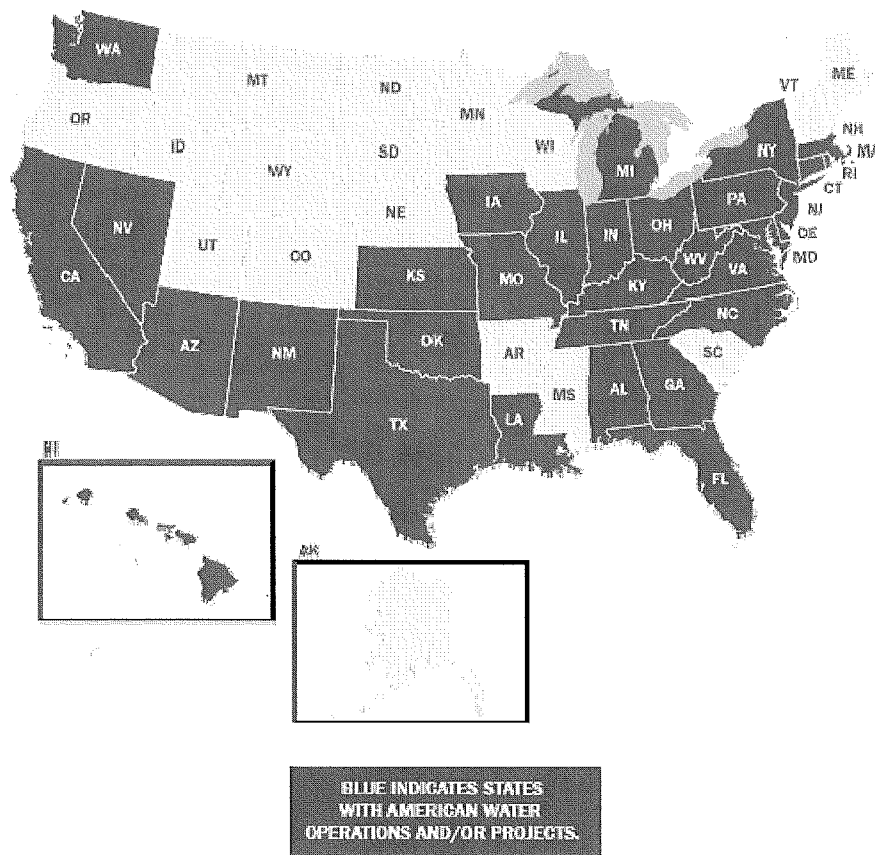 WA
MT
ND
MN
VT
ME
OR
ID
WY
SD
WI
MI
NY
NH
MA
RI
CT
NV
UT
CO
NE
IA
IL
IN
OH
PA
NJ
DE
MD
CA
KS
MO
KY
WV
VA
AZ
NM
OK
AR
TN
NC
SC
TX
LA
MS
AL
GA
FL
HI
AK
BLUE INDICATES STATES
WITH AMERICAN WATER
OPERATIONS AND/OR PROJECTS.